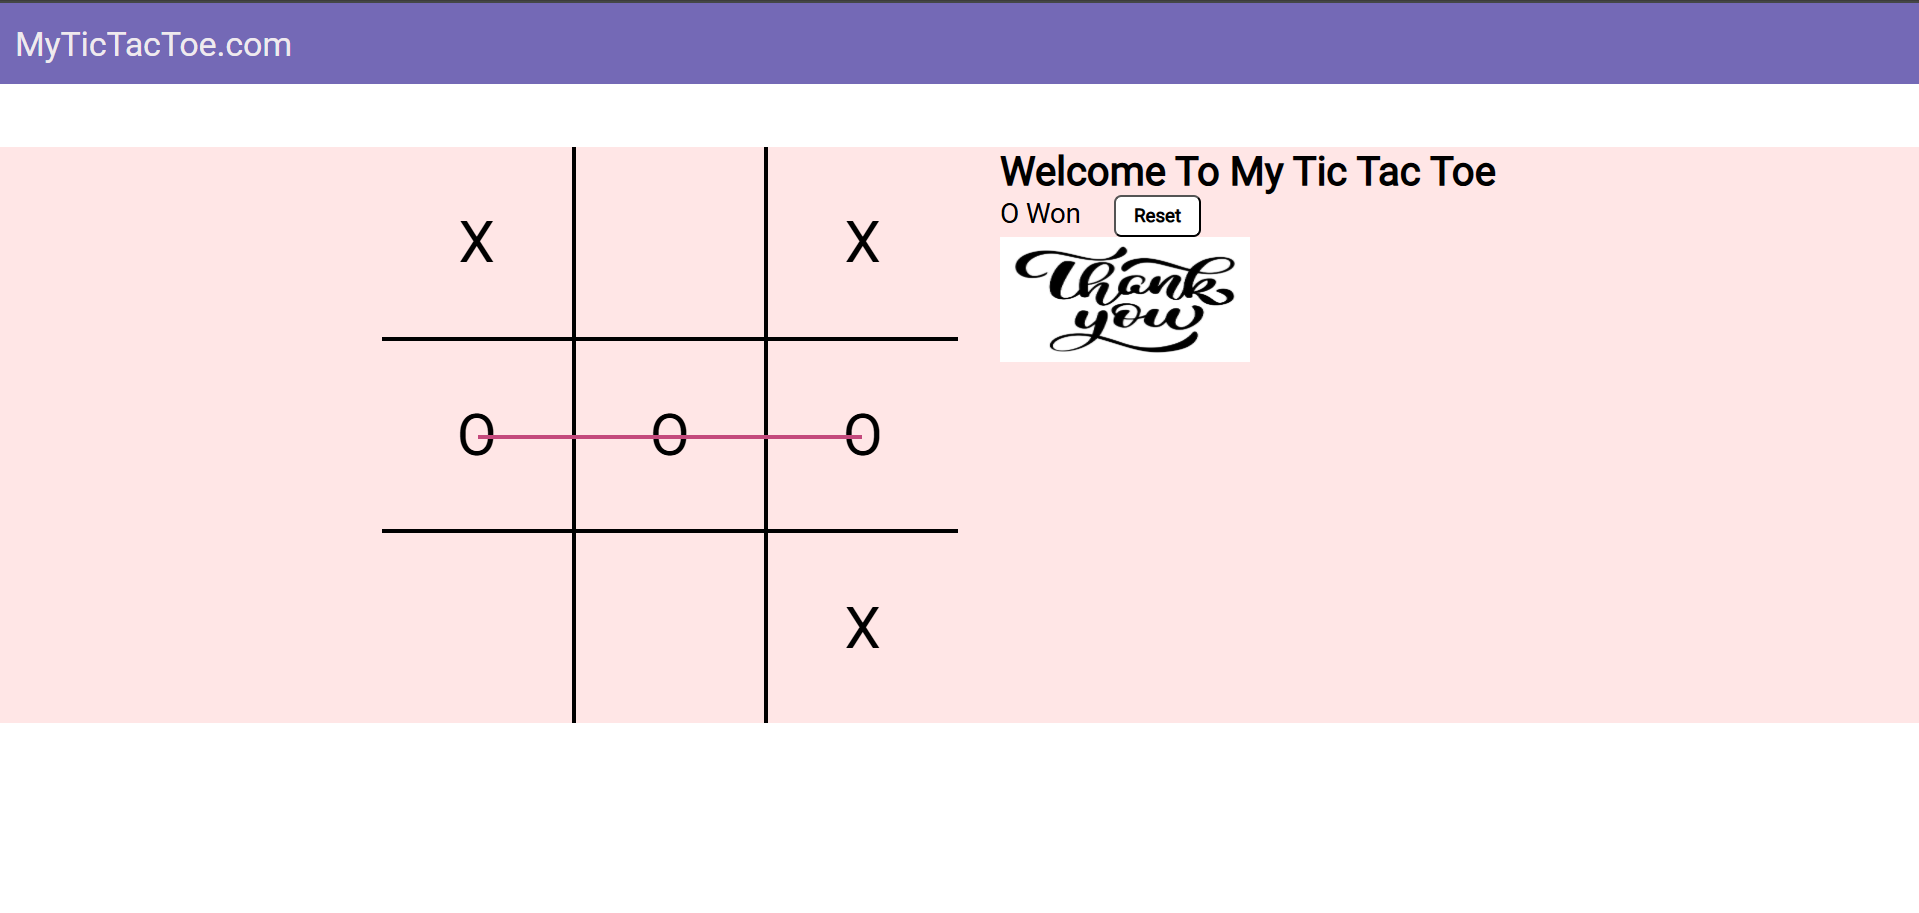 MyTicTacToe.com
X X
O O O
X
Welcome To My Tic Tac Toe
O Won Reset
Thank
you